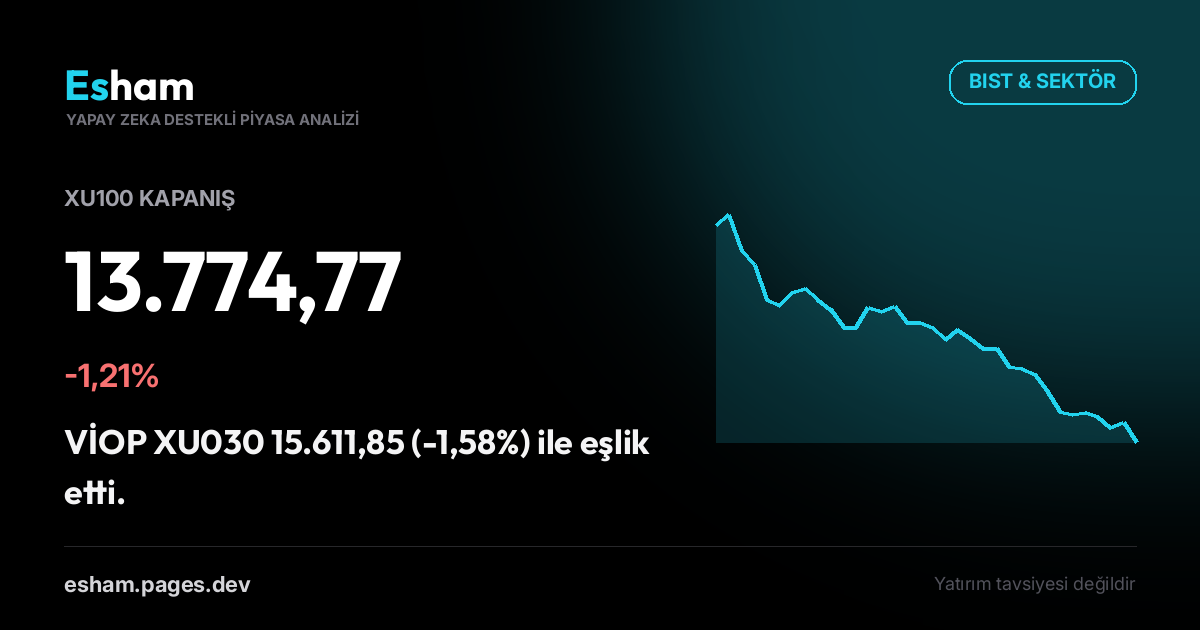 Esham
YAPAY ZEKA DESTEKLİ PİYASA ANALİZİ
BIST & SEKTÖR
XU100 KAPANIŞ
13.774,77
-1,21%
VİOP XU030 15.611,85 (-1,58%) ile eşlik
etti.
esham.pages.dev
Yatırım tavsiyesi değildir